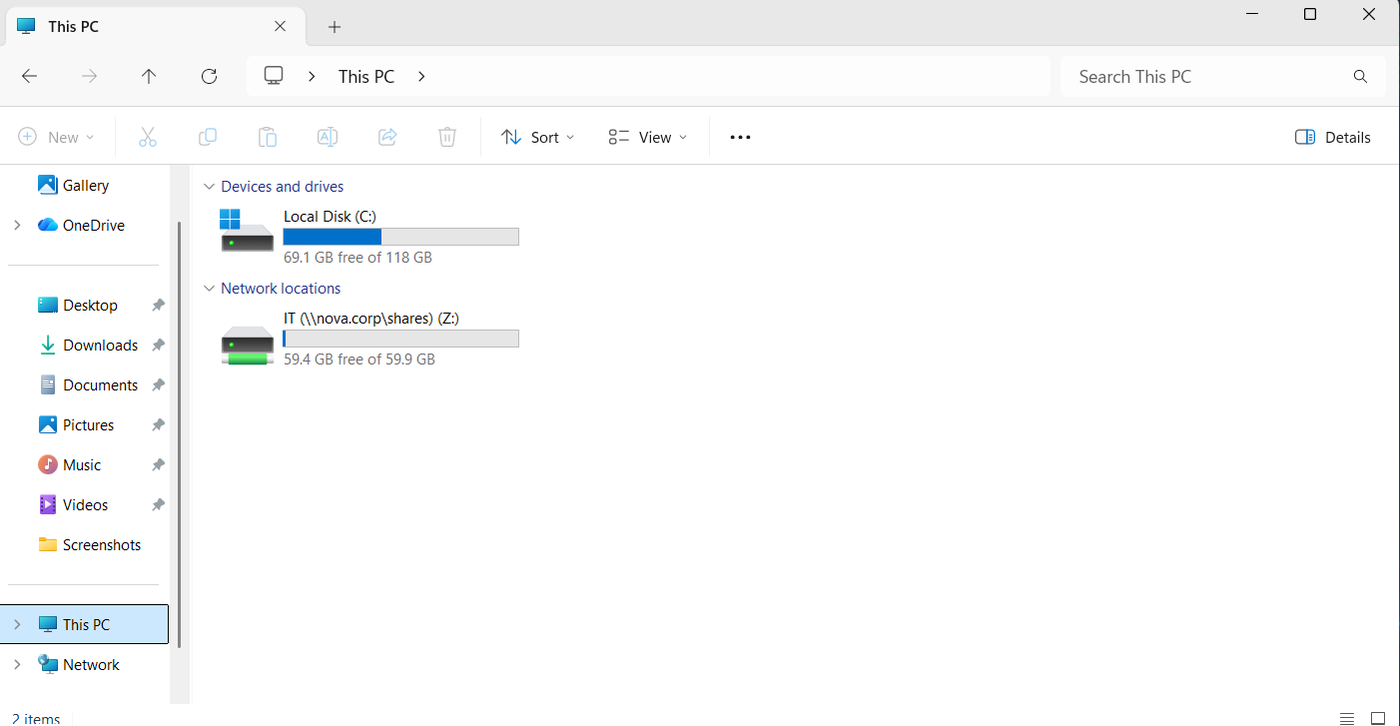 This PC
This PC
Search This PC
New
Sort
View
Details
Gallery
OneDrive
Desktop
Downloads
Documents
Pictures
Music
Videos
Screenshots
This PC
Network
Devices and drives
Local Disk (C:)
69.1 GB free of 118 GB
Network locations
IT (\\nova.corp\shares) (Z:)
59.4 GB free of 59.9 GB
2 items